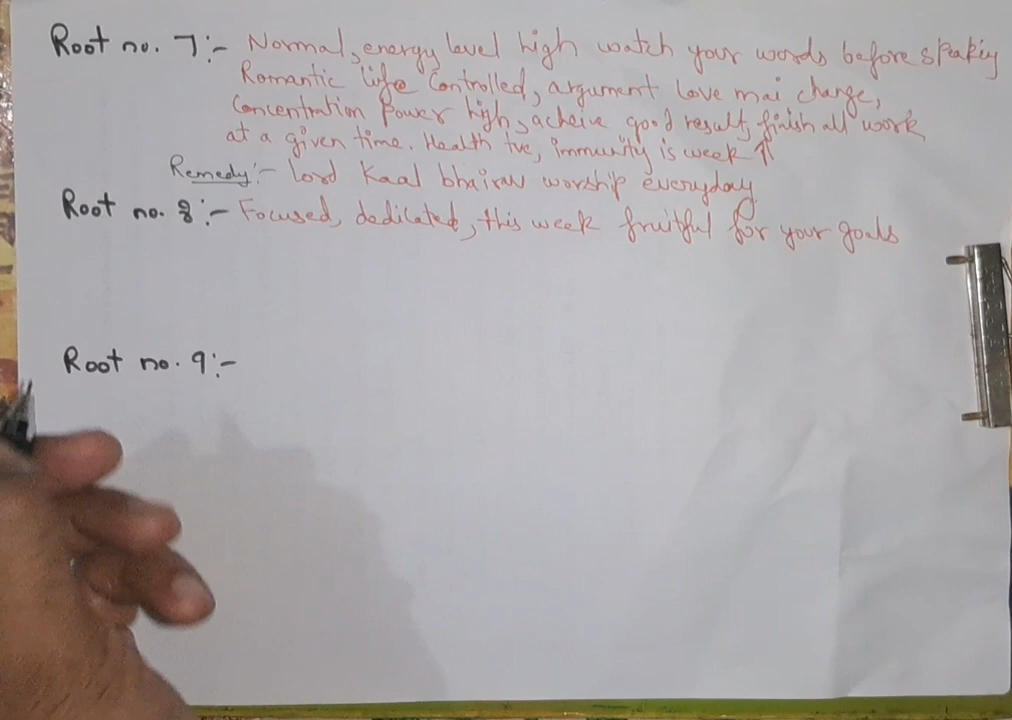 Root no. 7:- Normal, energy level high watch your words before speakiy
Romantic life Controlled, argument Love mai change,
Concentration Power high, acheive good result, finish all work
at a given time. Health tve, immunity is week ↑
Remedy:- Lord Kaal bhairav worship everyday
Root no. 8:- Focused, dedicated, this week fruitful for your goals
Root no. 9:-